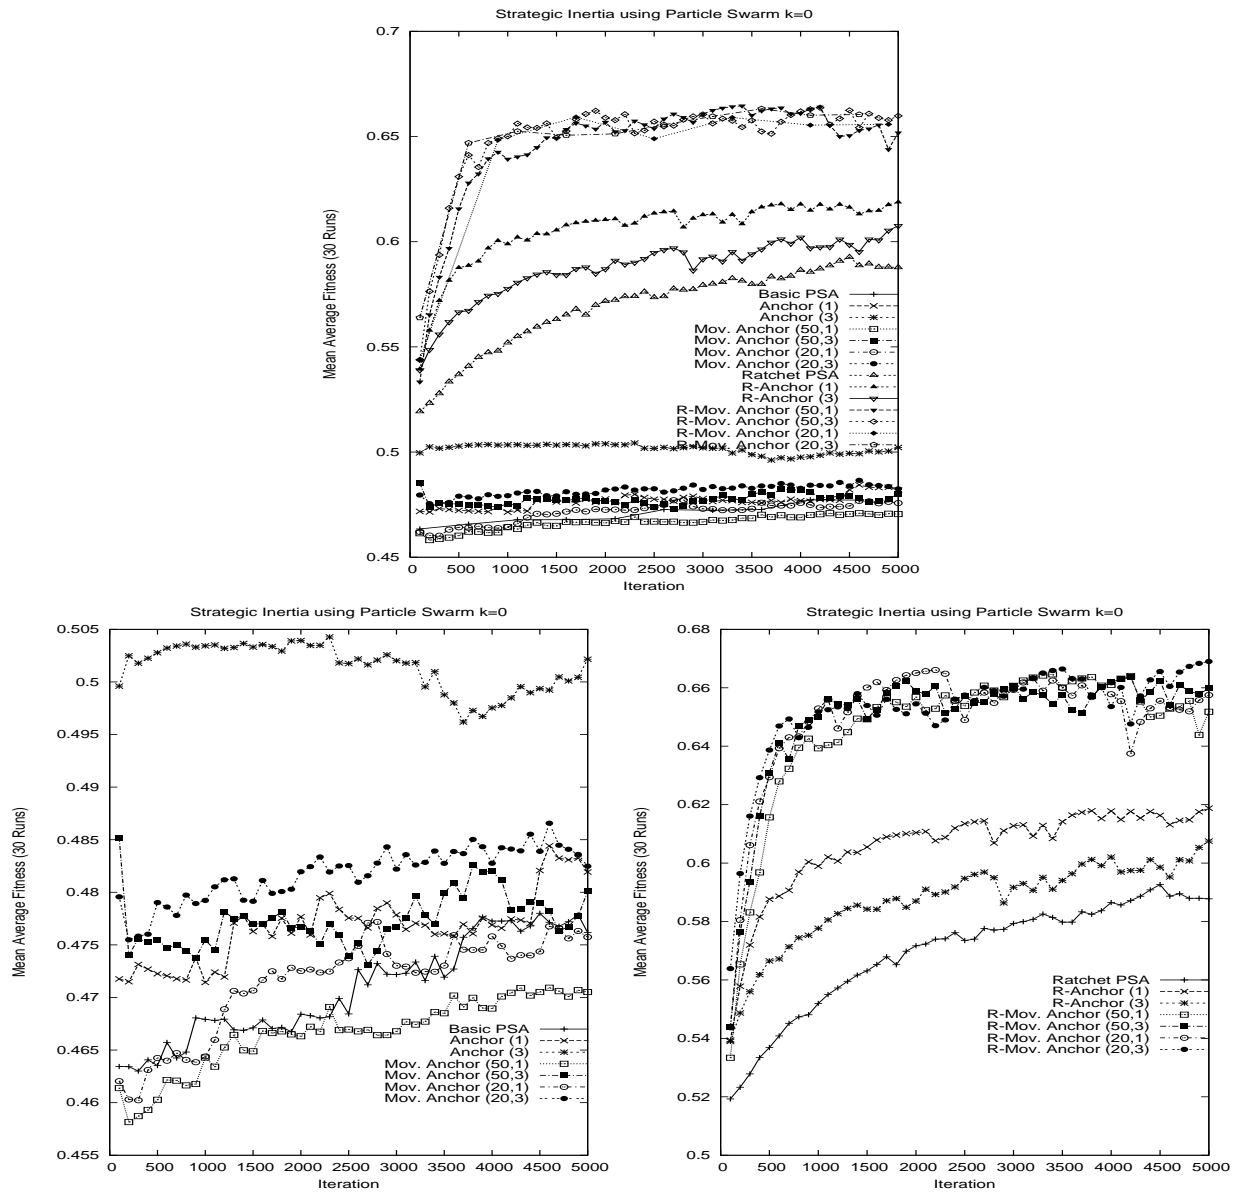 Strategic Inertia using Particle Swarm k=0
0.7
0.65
0.6
0.55
0.5
0.45
Mean Average Fitness (30 Runs)
Basic PSA
Anchor (1)
Anchor (3)
Mov. Anchor (50,1)
Mov. Anchor (50,3)
Mov. Anchor (20,1)
Mov. Anchor (20,3)
Ratchet PSA
R-Anchor (1)
R-Anchor (3)
R-Mov. Anchor (50,1)
R-Mov. Anchor (50,3)
R-Mov. Anchor (20,1)
R-Mov. Anchor (20,3)
0 500 1000 1500 2000 2500 3000 3500 4000 4500 5000
Iteration
Strategic Inertia using Particle Swarm k=0
0.505
0.5
0.495
0.49
0.485
0.48
0.475
0.47
0.465
0.46
0.455
Mean Average Fitness (30 Runs)
Basic PSA
Anchor (1)
Anchor (3)
Mov. Anchor (50,1)
Mov. Anchor (50,3)
Mov. Anchor (20,1)
Mov. Anchor (20,3)
0 500 1000 1500 2000 2500 3000 3500 4000 4500 5000
Iteration
Strategic Inertia using Particle Swarm k=0
0.68
0.66
0.64
0.62
0.6
0.58
0.56
0.54
0.52
0.5
Mean Average Fitness (30 Runs)
Ratchet PSA
R-Anchor (1)
R-Anchor (3)
R-Mov. Anchor (50,1)
R-Mov. Anchor (50,3)
R-Mov. Anchor (20,1)
R-Mov. Anchor (20,3)
0 500 1000 1500 2000 2500 3000 3500 4000 4500 5000
Iteration